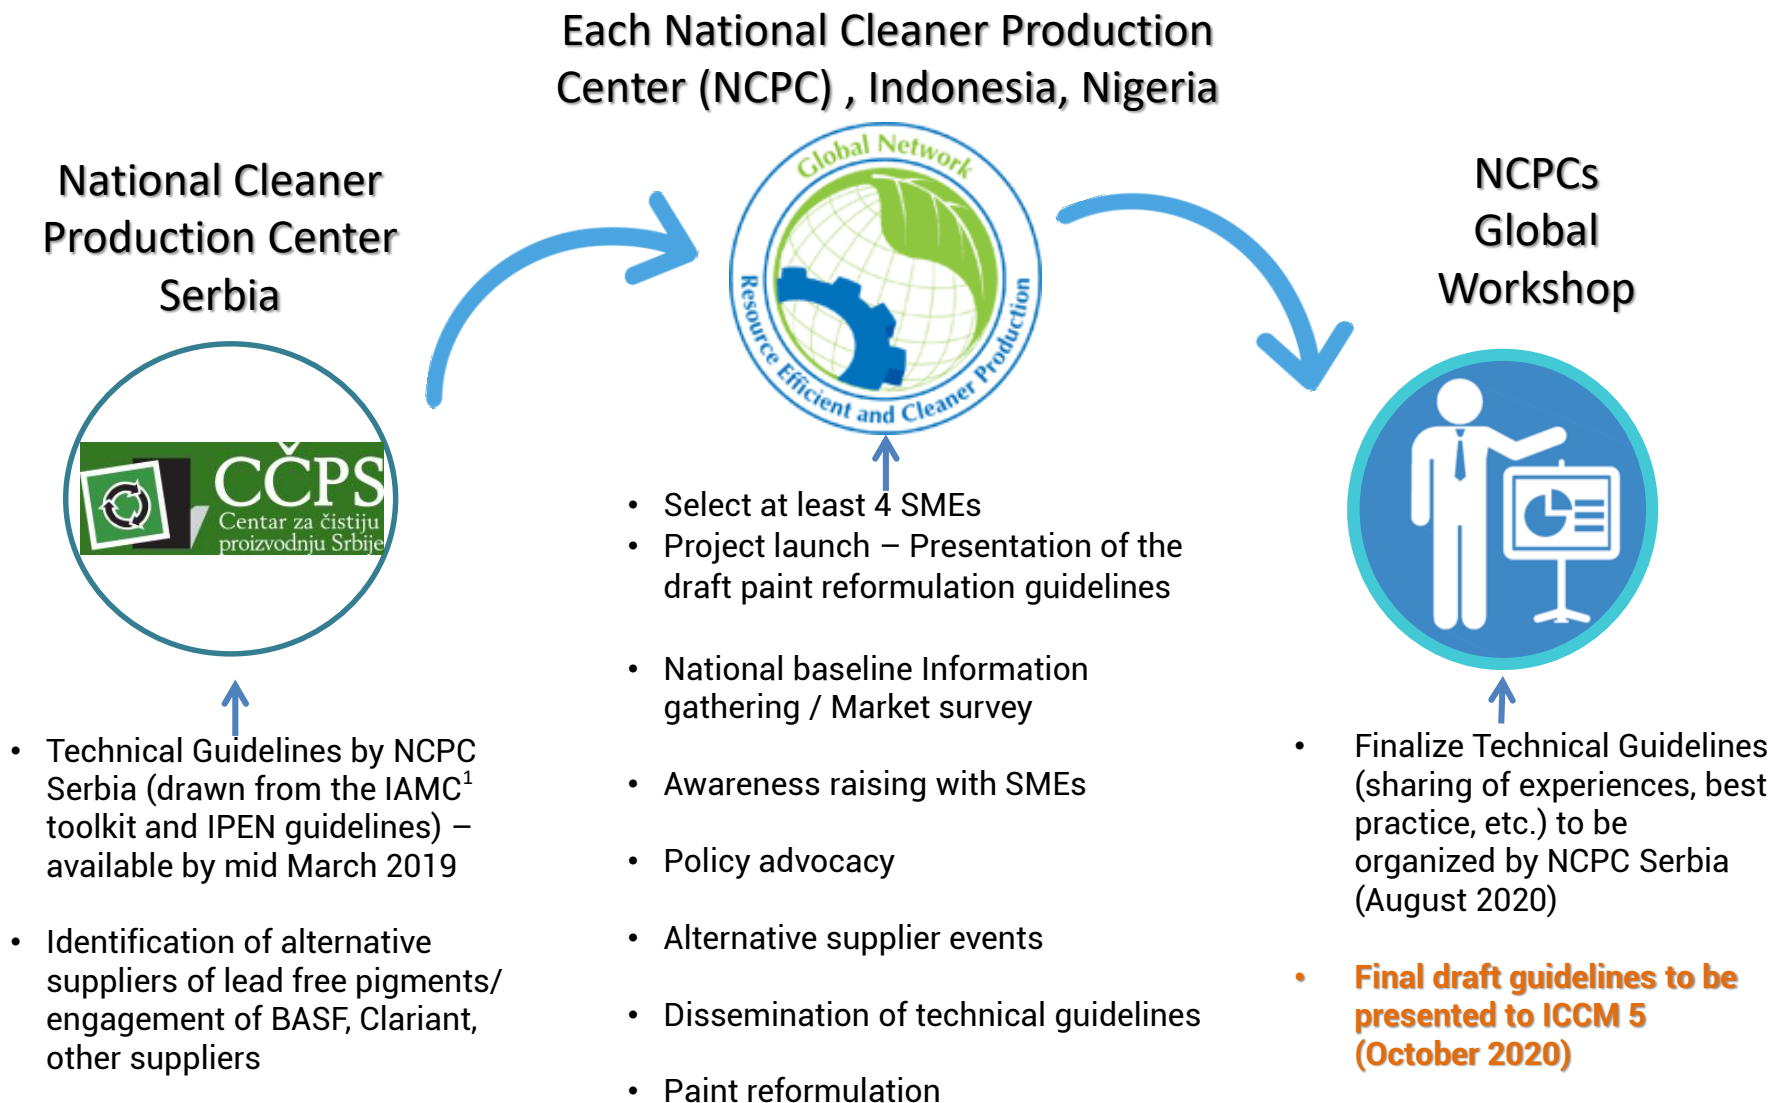 Each National Cleaner Production
Center (NCPC) , Indonesia, Nigeria
National Cleaner
Production Center
Serbia
CČPS
Centar za čistiju
proizvodnju Srbije
• Technical Guidelines by NCPC
Serbia (drawn from the IAMC¹
toolkit and IPEN guidelines) –
available by mid March 2019
• Identification of alternative
suppliers of lead free pigments/
engagement of BASF, Clariant,
other suppliers
Global Network
Resource Efficient and Cleaner Production
• Select at least 4 SMEs
• Project launch – Presentation of the
draft paint reformulation guidelines
• National baseline Information
gathering / Market survey
• Awareness raising with SMEs
• Policy advocacy
• Alternative supplier events
• Dissemination of technical guidelines
• Paint reformulation
NCPCs
Global
Workshop
• Finalize Technical Guidelines
(sharing of experiences, best
practice, etc.) to be
organized by NCPC Serbia
(August 2020)
• Final draft guidelines to be
presented to ICCM 5
(October 2020)